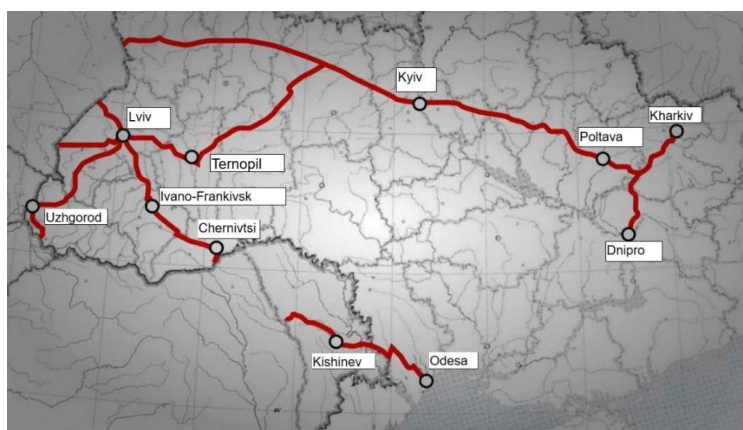 Kyiv
Kharkiv
Lviv
Poltava
Ternopil
Ivano-Frankivsk
Uzhgorod
Chernivtsi
Dnipro
Kishinev
Odesa